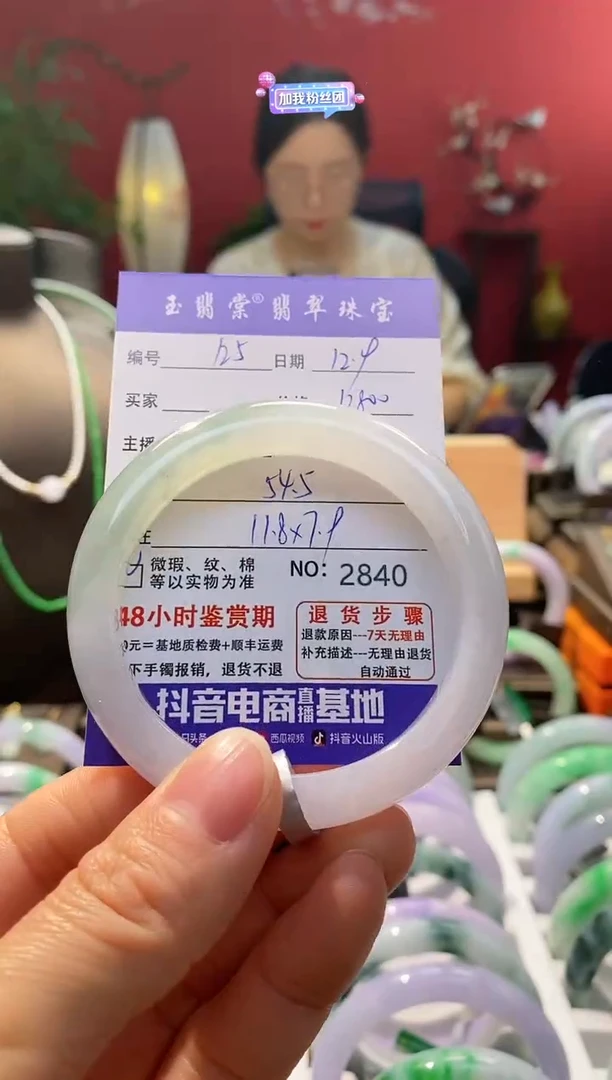 加我粉丝团
玉翡棠® 翡翠珠宝
编号 125 日期 12.9
买家
主播
54.5
11.8x7.9
微瑕、纹、棉 NO: 2840
等以实物为准
48小时鉴赏期 退货步骤
0元=基地质检费+顺丰运费 退款原因---7天无理由
下手镯报销，退货不退 补充描述---无理由退货
自动通过
抖音电商直播基地
西瓜视频 抖音火山版